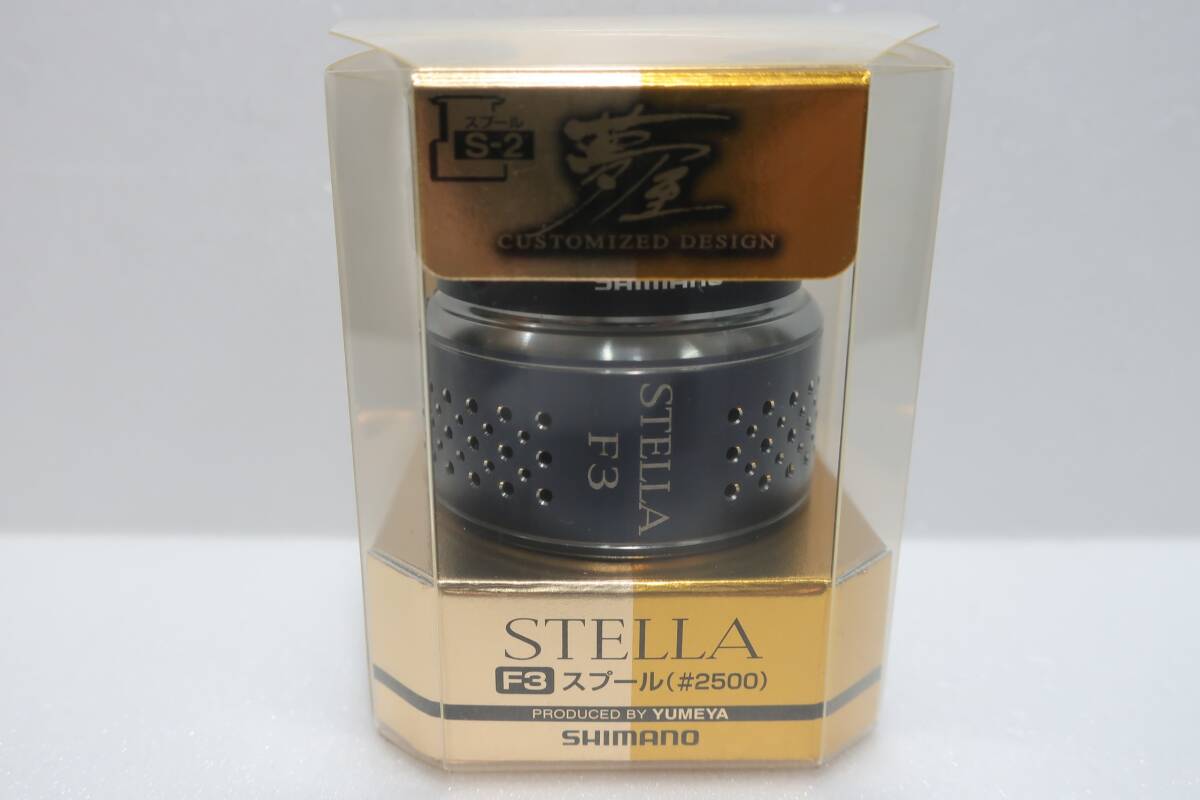 スプール
S-2
夢屋
CUSTOMIZED DESIGN
SHIMANO
STELLA
F3
STELLA
F3 スプール(#2500)
PRODUCED BY YUMEYA
SHIMANO